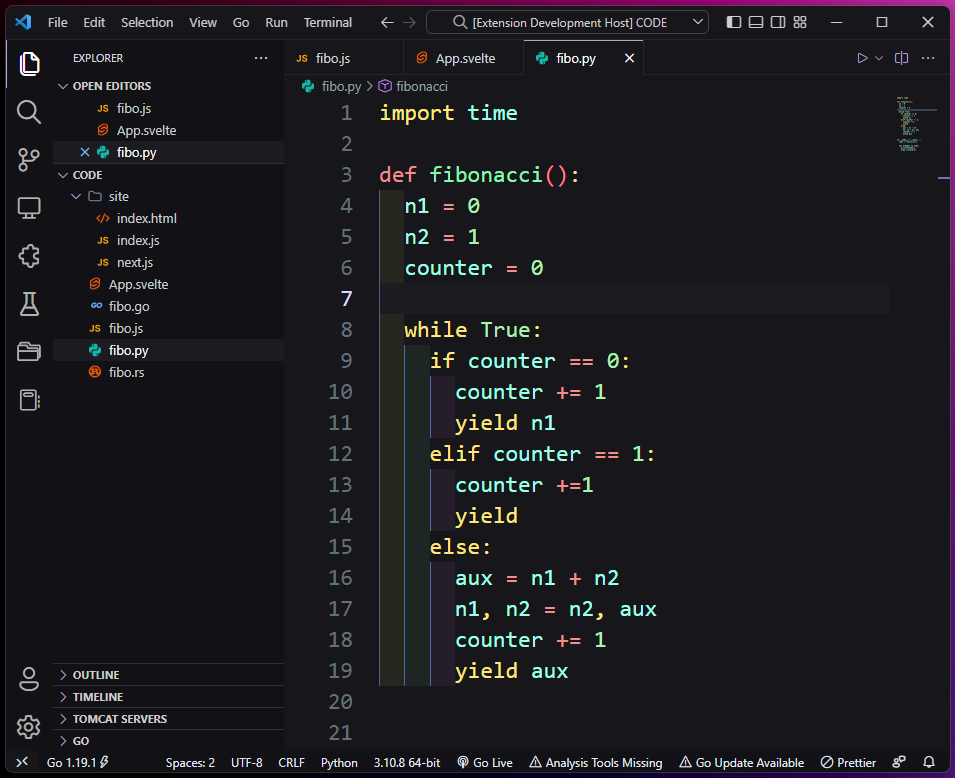 File Edit Selection View Go Run Terminal [Extension Development Host] CODE
EXPLORER
OPEN EDITORS
JS fibo.js
App.svelte
fibo.py
CODE
site
index.html
JS index.js
JS next.js
App.svelte
GO fibo.go
JS fibo.js
fibo.py
fibo.rs
OUTLINE
TIMELINE
TOMCAT SERVERS
GO
JS fibo.js App.svelte fibo.py
fibo.py > fibonacci
1 import time
2
3 def fibonacci():
4 n1 = 0
5 n2 = 1
6 counter = 0
7
8 while True:
9 if counter == 0:
10 counter += 1
11 yield n1
12 elif counter == 1:
13 counter +=1
14 yield
15 else:
16 aux = n1 + n2
17 n1, n2 = n2, aux
18 counter += 1
19 yield aux
20
21
Go 1.19.1 Spaces: 2 UTF-8 CRLF Python 3.10.8 64-bit Go Live Analysis Tools Missing Go Update Available Prettier